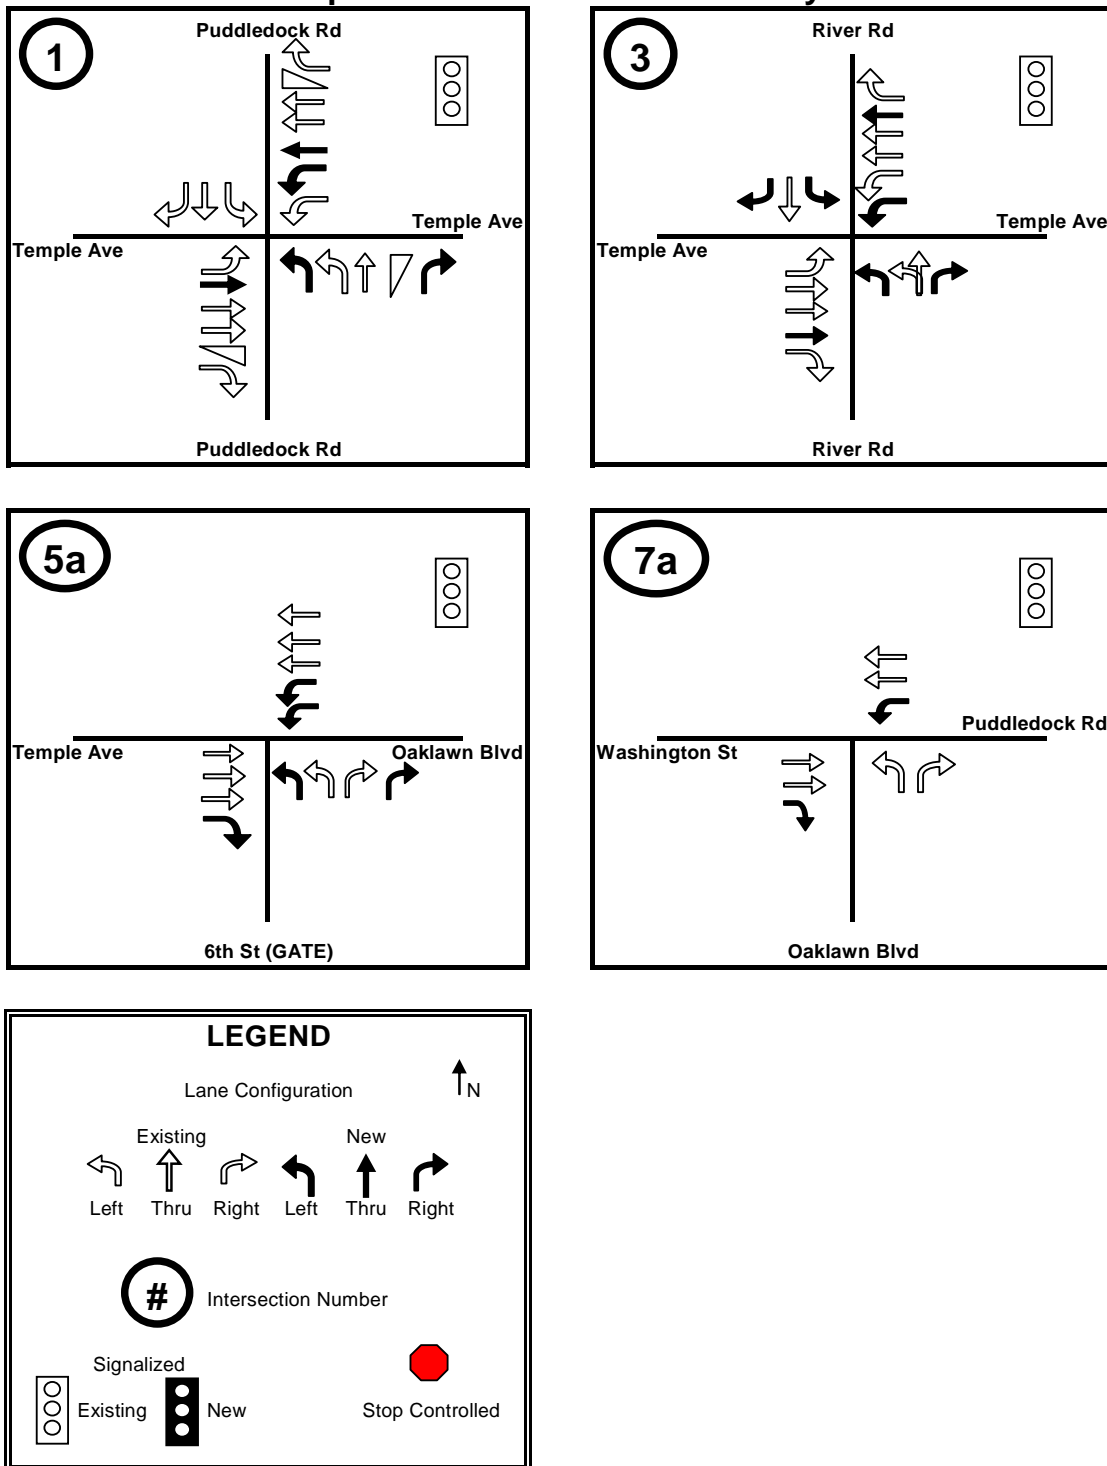 1
Puddledock Rd
Temple Ave
Temple Ave
Puddledock Rd
3
River Rd
Temple Ave
Temple Ave
River Rd
5a
Temple Ave
Oaklawn Blvd
6th St (GATE)
7a
Puddledock Rd
Washington St
Oaklawn Blvd
LEGEND
Lane Configuration
N
Existing New
Left Thru Right Left Thru Right
# Intersection Number
Signalized
Existing New Stop Controlled